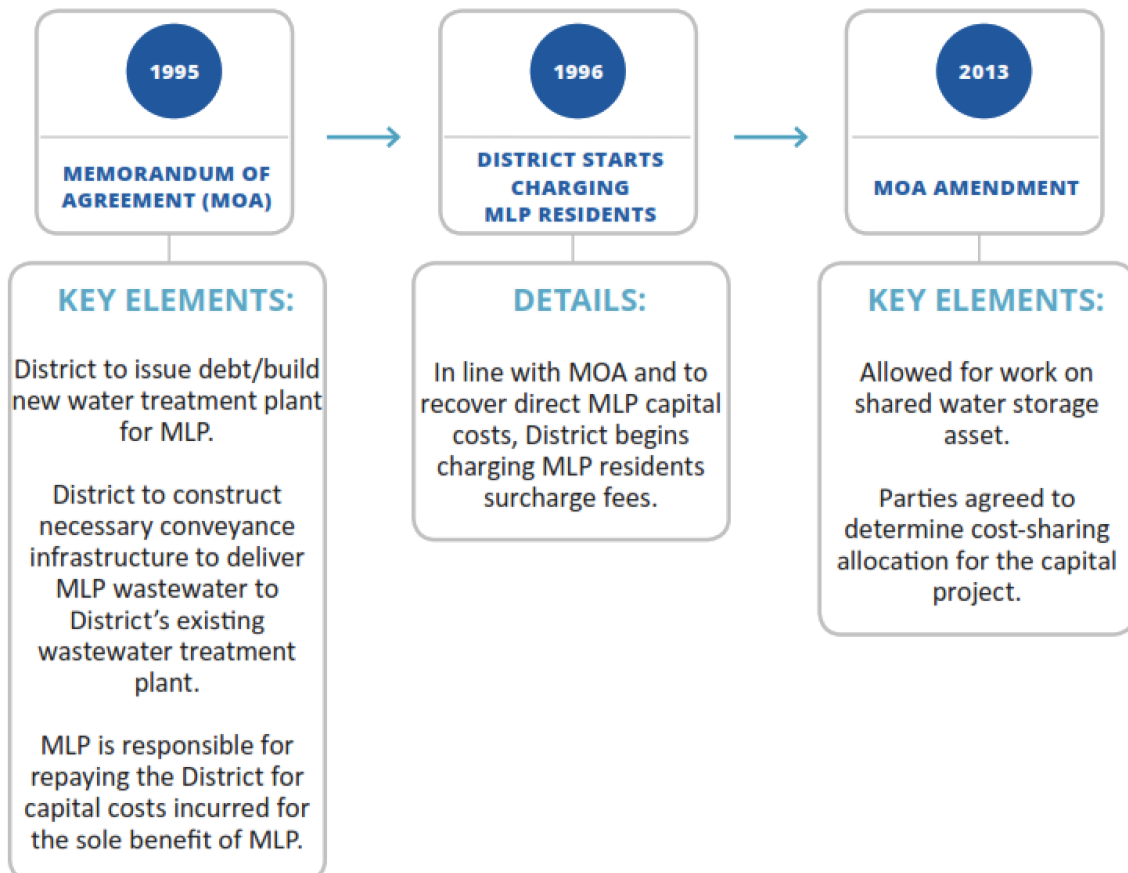 1995
MEMORANDUM OF
AGREEMENT (MOA)
KEY ELEMENTS:
District to issue debt/build
new water treatment plant
for MLP.
District to construct
necessary conveyance
infrastructure to deliver
MLP wastewater to
District’s existing
wastewater treatment
plant.
MLP is responsible for
repaying the District for
capital costs incurred for
the sole benefit of MLP.
1996
DISTRICT STARTS
CHARGING
MLP RESIDENTS
DETAILS:
In line with MOA and to
recover direct MLP capital
costs, District begins
charging MLP residents
surcharge fees.
2013
MOA AMENDMENT
KEY ELEMENTS:
Allowed for work on
shared water storage
asset.
Parties agreed to
determine cost-sharing
allocation for the capital
project.